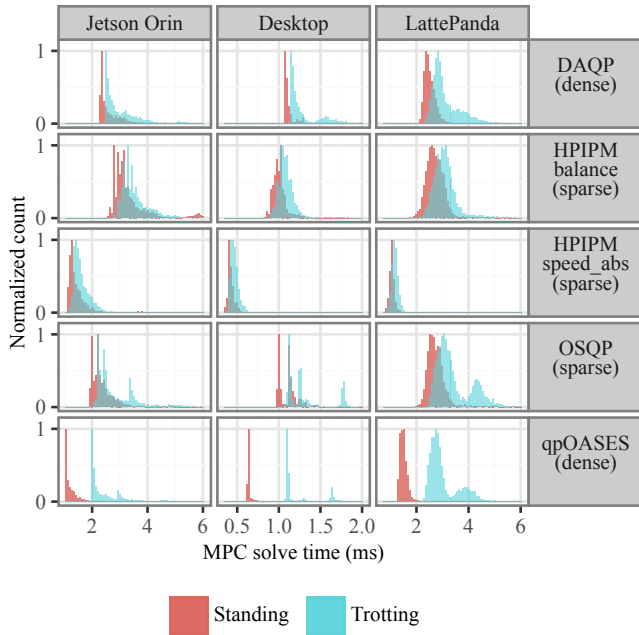 Jetson Orin
Desktop
LattePanda
1
0
DAQP
(dense)
1
0
HPIPM
balance
(sparse)
1
0
HPIPM
speed_abs
(sparse)
1
0
OSQP
(sparse)
1
0
qpOASES
(dense)
Normalized count
2 4 6
0.5 1.0 1.5 2.0
2 4 6
MPC solve time (ms)
Standing
Trotting